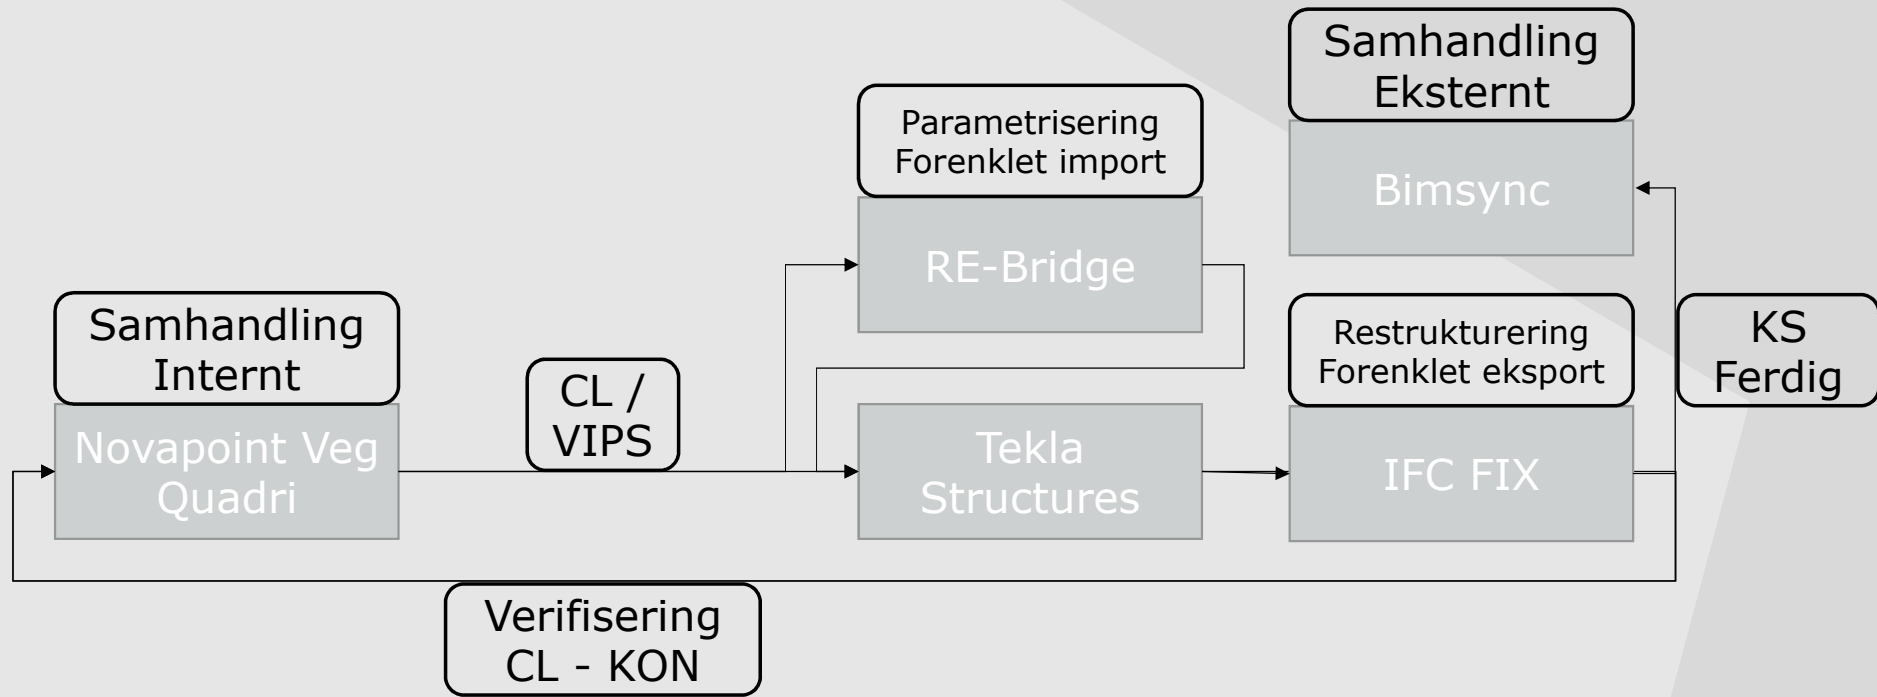 Samhandling
Eksternt
Bimsync
Parametrisering
Forenklet import
RE-Bridge
Samhandling
Internt
Novapoint Veg
Quadri
CL /
VIPS
Tekla
Structures
Restrukturering
Forenklet eksport
IFC FIX
KS
Ferdig
Verifisering
CL - KON